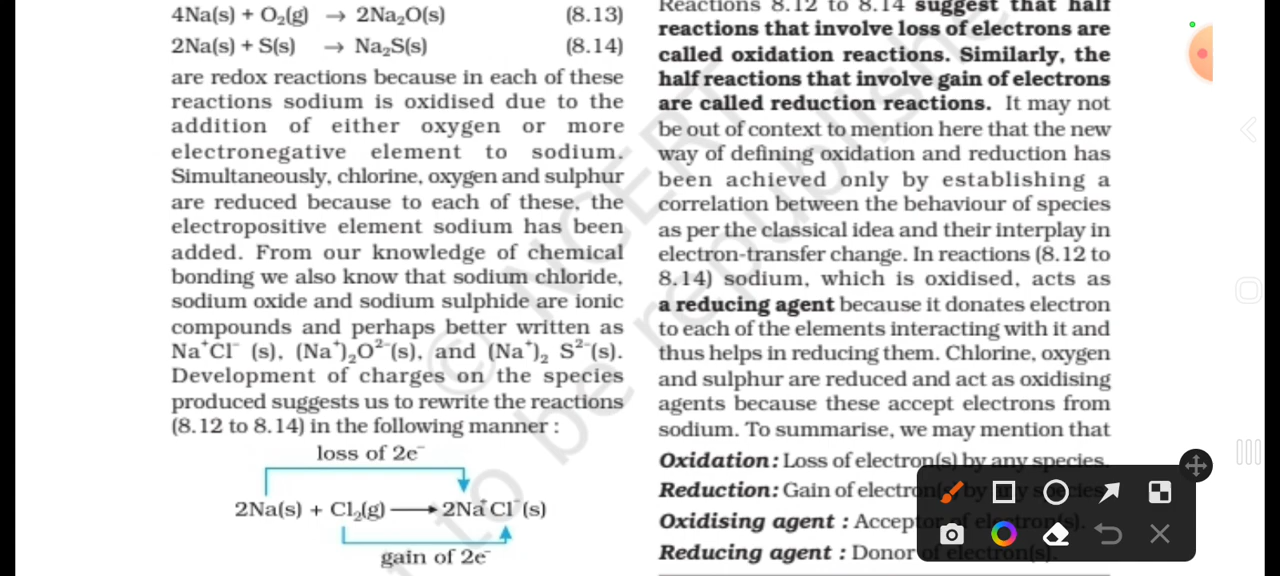 4Na(s) + O₂(g) → 2Na₂O(s) (8.13)
2Na(s) + S(s) → Na₂S(s) (8.14)
are redox reactions because in each of these
reactions sodium is oxidised due to the
addition of either oxygen or more
electronegative element to sodium.
Simultaneously, chlorine, oxygen and sulphur
are reduced because to each of these, the
electropositive element sodium has been
added. From our knowledge of chemical
bonding we also know that sodium chloride,
sodium oxide and sodium sulphide are ionic
compounds and perhaps better written as
Na⁺Cl⁻ (s), (Na⁺)₂O²⁻(s), and (Na⁺)₂ S²⁻(s).
Development of charges on the species
produced suggests us to rewrite the reactions
(8.12 to 8.14) in the following manner :
loss of 2e⁻
2Na(s) + Cl₂(g) → 2Na⁺Cl⁻(s)
gain of 2e⁻
Reactions 8.12 to 8.14 suggest that half
reactions that involve loss of electrons are
called oxidation reactions. Similarly, the
half reactions that involve gain of electrons
are called reduction reactions. It may not
be out of context to mention here that the new
way of defining oxidation and reduction has
been achieved only by establishing a
correlation between the behaviour of species
as per the classical idea and their interplay in
electron-transfer change. In reactions (8.12 to
8.14) sodium, which is oxidised, acts as
a reducing agent because it donates electron
to each of the elements interacting with it and
thus helps in reducing them. Chlorine, oxygen
and sulphur are reduced and act as oxidising
agents because these accept electrons from
sodium. To summarise, we may mention that
Oxidation: Loss of electron(s) by any species.
Reduction: Gain of electron(s) by any species.
Oxidising agent : Acceptor of electron(s).
Reducing agent : Donor of electron(s).
© NCERT
to be republishe